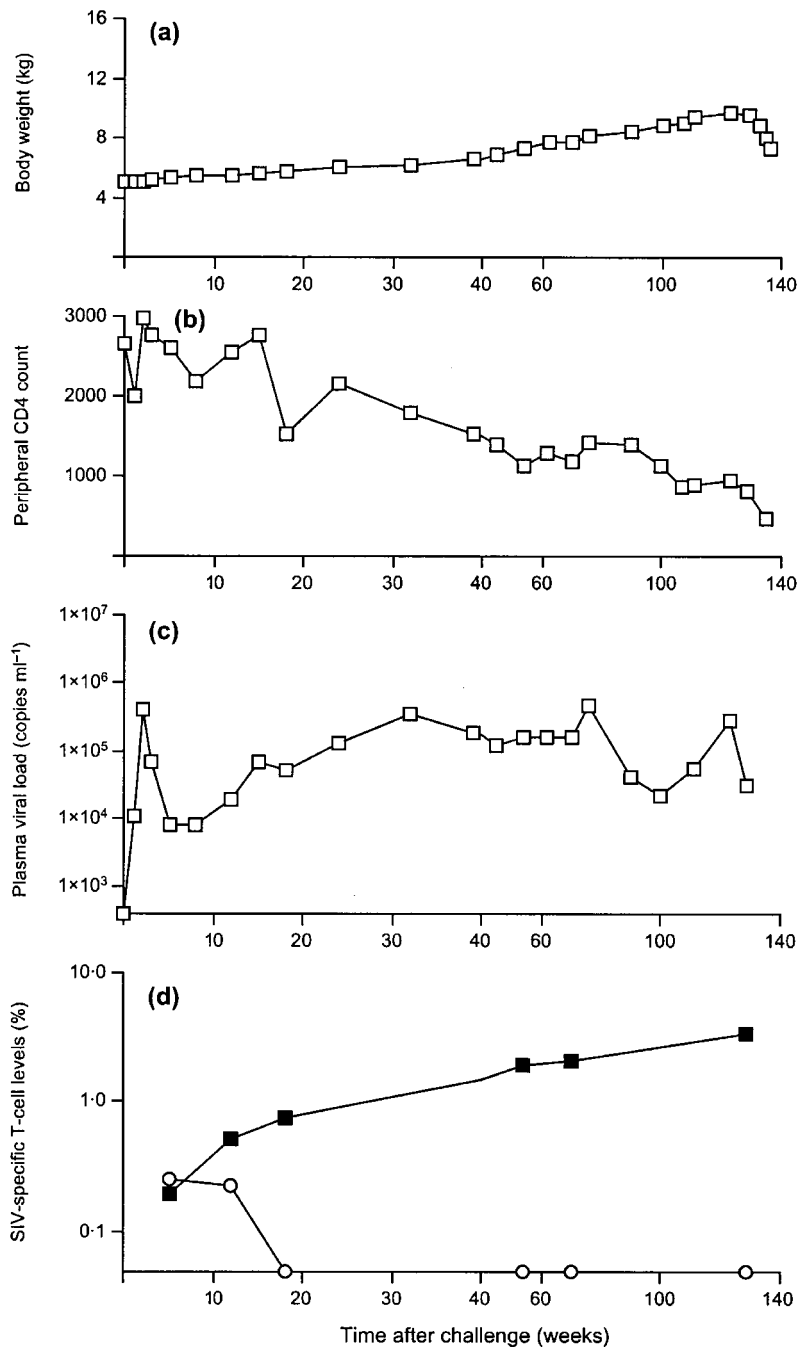 (a)
Body weight (kg)
16
12
8
4
10 20 30 40 60 100 140
(b)
Peripheral CD4 count
3000
2000
1000
10 20 30 40 60 100 140
(c)
Plasma viral load (copies ml⁻¹)
1×10⁷
1×10⁶
1×10⁵
1×10⁴
1×10³
10 20 30 40 60 100 140
(d)
SIV-specific T-cell levels (%)
10·0
1·0
0·1
10 20 30 40 60 100 140
Time after challenge (weeks)